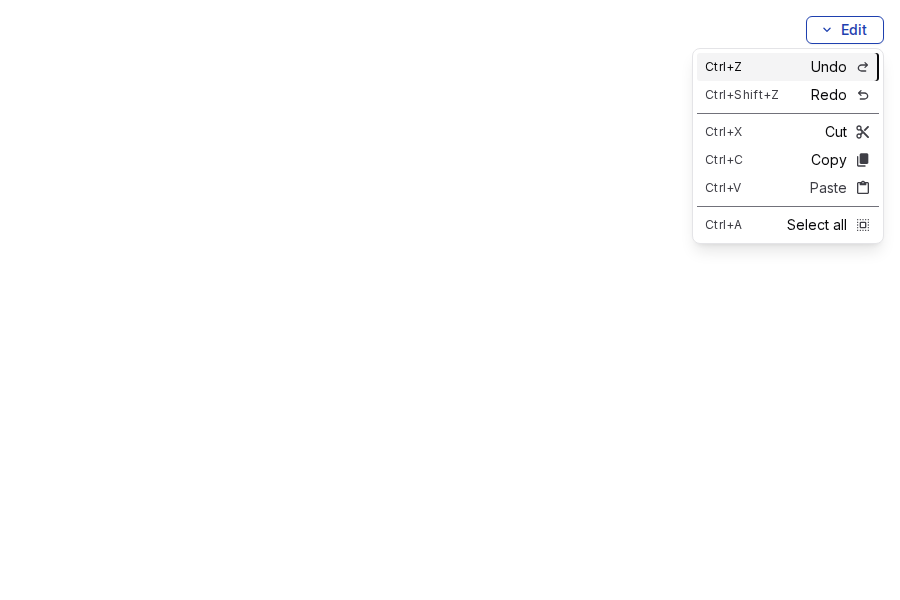 Edit
Undo Ctrl+Z
Redo Ctrl+Shift+Z
Cut Ctrl+X
Copy Ctrl+C
Paste Ctrl+V
Select all Ctrl+A